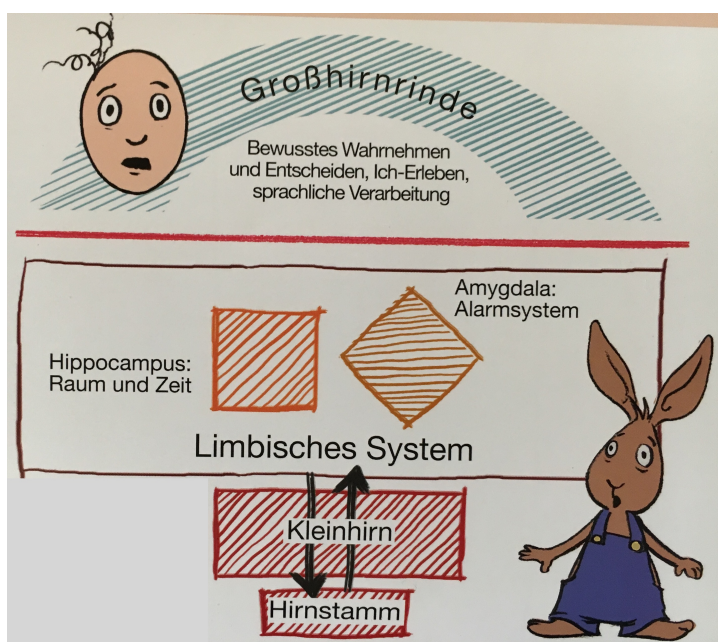 Großhirnrinde
Bewusstes Wahrnehmen
und Entscheiden, Ich-Erleben,
sprachliche Verarbeitung
Amygdala:
Alarmsystem
Hippocampus:
Raum und Zeit
Limbisches System
Kleinhirn
Hirnstamm